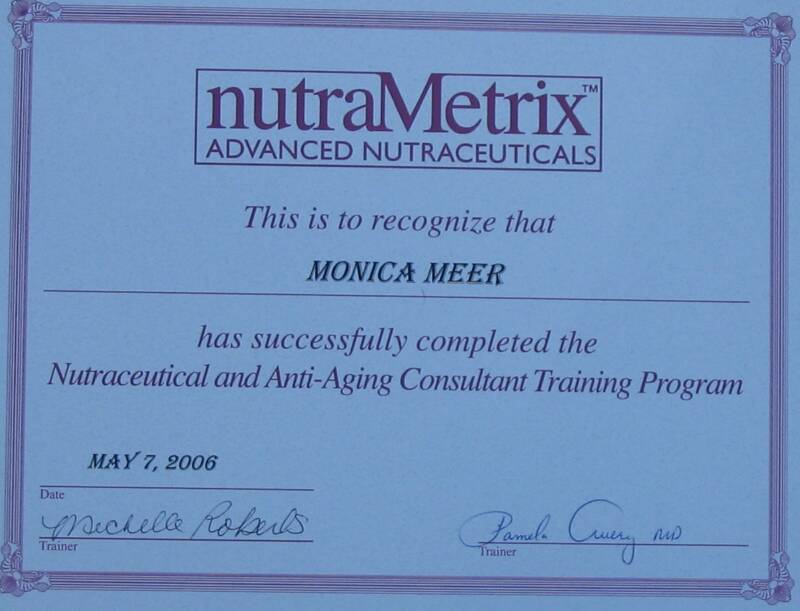 nutraMetrix™
ADVANCED NUTRACEUTICALS
This is to recognize that
MONICA MEER
has successfully completed the
Nutraceutical and Anti-Aging Consultant Training Program
MAY 7, 2006
Date
Michelle Roberts
Trainer
Pamela MD
Trainer